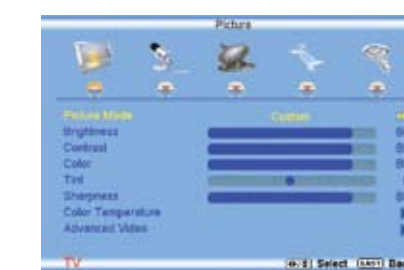 Picture
Picture Mode Custom
Brightness
Contrast
Color
Tint
Sharpness
Color Temperature
Advanced Video
TV Select